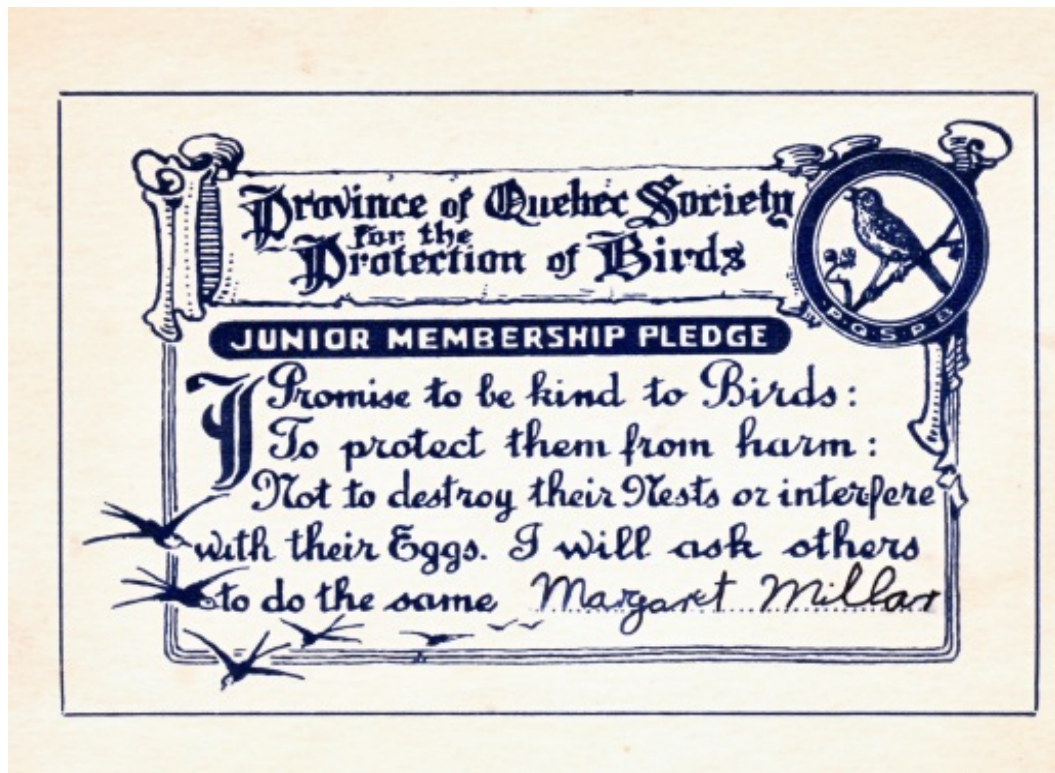 Province of Quebec Society
for the
Protection of Birds
P.Q.S.P.B
JUNIOR MEMBERSHIP PLEDGE
I Promise to be kind to Birds:
To protect them from harm:
Not to destroy their Nests or interfere
with their Eggs. I will ask others
to do the same Margaret Millar